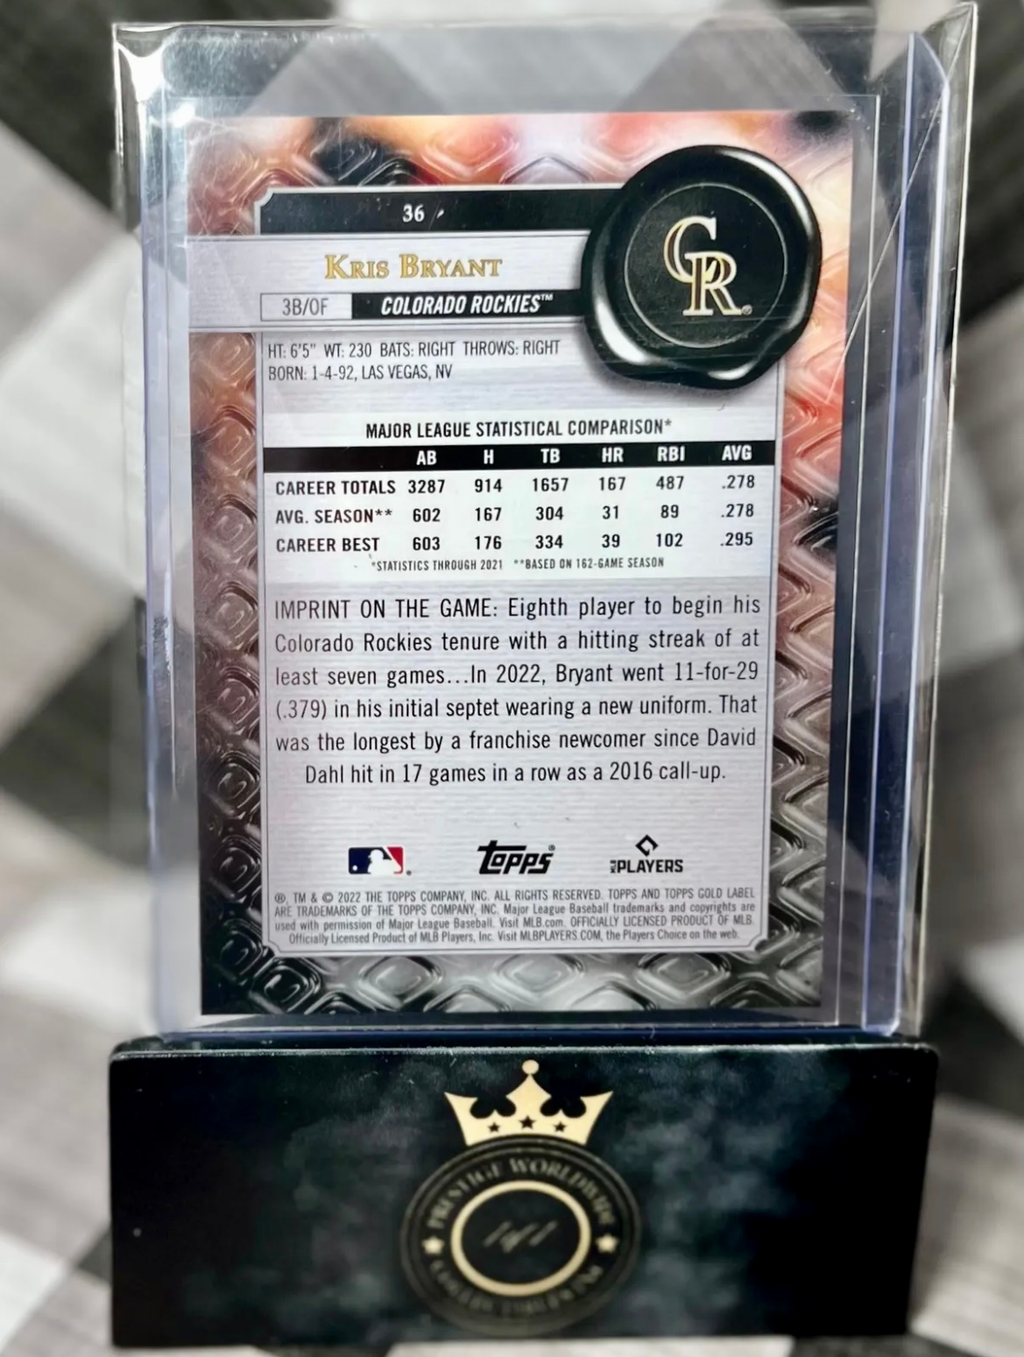 36
CR
KRIS BRYANT
3B/OF COLORADO ROCKIES™
HT: 6'5" WT: 230 BATS: RIGHT THROWS: RIGHT
BORN: 1-4-92, LAS VEGAS, NV
MAJOR LEAGUE STATISTICAL COMPARISON*
AB H TB HR RBI AVG
CAREER TOTALS 3287 914 1657 167 487 .278
AVG. SEASON** 602 167 304 31 89 .278
CAREER BEST 603 176 334 39 102 .295
*STATISTICS THROUGH 2021 **BASED ON 162-GAME SEASON
IMPRINT ON THE GAME: Eighth player to begin his
Colorado Rockies tenure with a hitting streak of at
least seven games...In 2022, Bryant went 11-for-29
(.379) in his initial septet wearing a new uniform. That
was the longest by a franchise newcomer since David
Dahl hit in 17 games in a row as a 2016 call-up.
Topps® MLB PLAYERS
®, TM & © 2022 THE TOPPS COMPANY, INC. ALL RIGHTS RESERVED. TOPPS AND TOPPS GOLD LABEL
ARE TRADEMARKS OF THE TOPPS COMPANY, INC. Major League Baseball trademarks and copyrights are
used with permission of Major League Baseball. Visit MLB.com. OFFICIALLY LICENSED PRODUCT OF MLB
Officially Licensed Product of MLB Players, Inc. Visit MLBPLAYERS.COM, the Players Choice on the web.
PRESTIGE WORLDWIDE
1 of 1